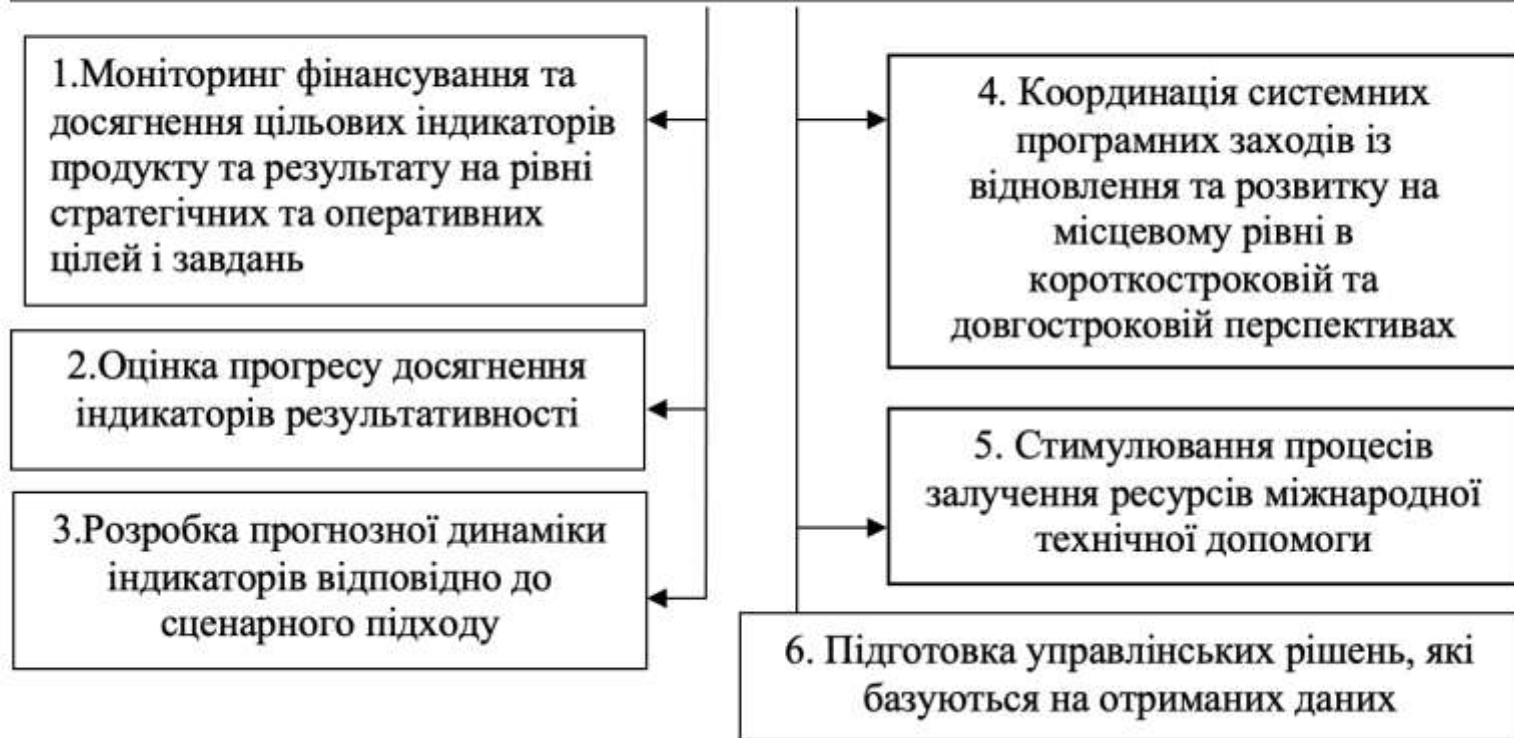 1.Моніторинг фінансування та
досягнення цільових індикаторів
продукту та результату на рівні
стратегічних та оперативних
цілей і завдань
2.Оцінка прогресу досягнення
індикаторів результативності
3.Розробка прогнозної динаміки
індикаторів відповідно до
сценарного підходу
4. Координація системних
програмних заходів із
відновлення та розвитку на
місцевому рівні в
короткостроковій та
довгостроковій перспективах
5. Стимулювання процесів
залучення ресурсів міжнародної
технічної допомоги
6. Підготовка управлінських рішень, які
базуються на отриманих даних